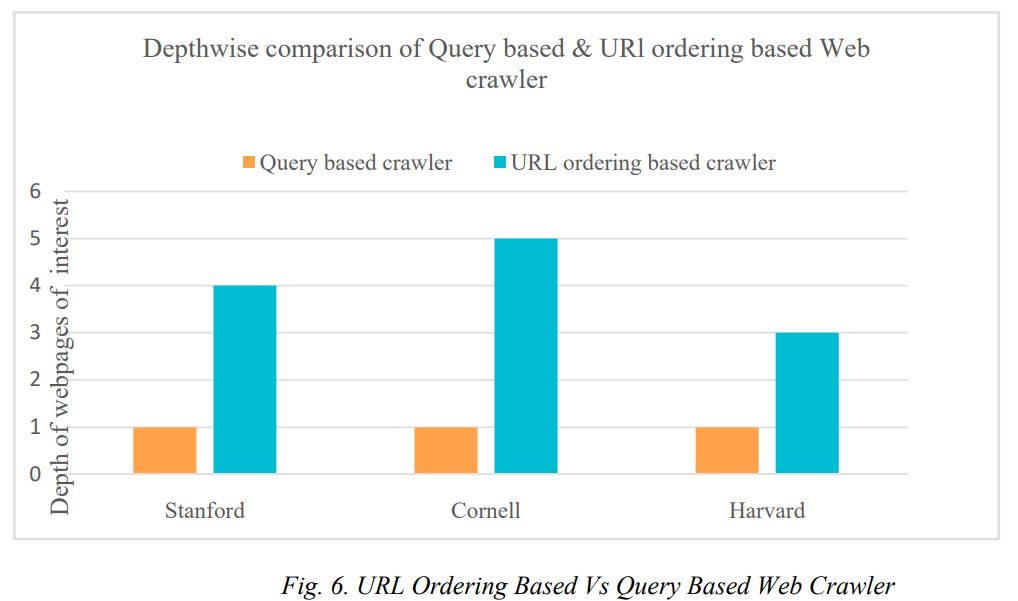 Depthwise comparison of Query based & URl ordering based Web
crawler
Query based crawler
URL ordering based crawler
6
5
4
3
2
1
0
Depth of webpages of interest
Stanford
Cornell
Harvard
Fig. 6. URL Ordering Based Vs Query Based Web Crawler